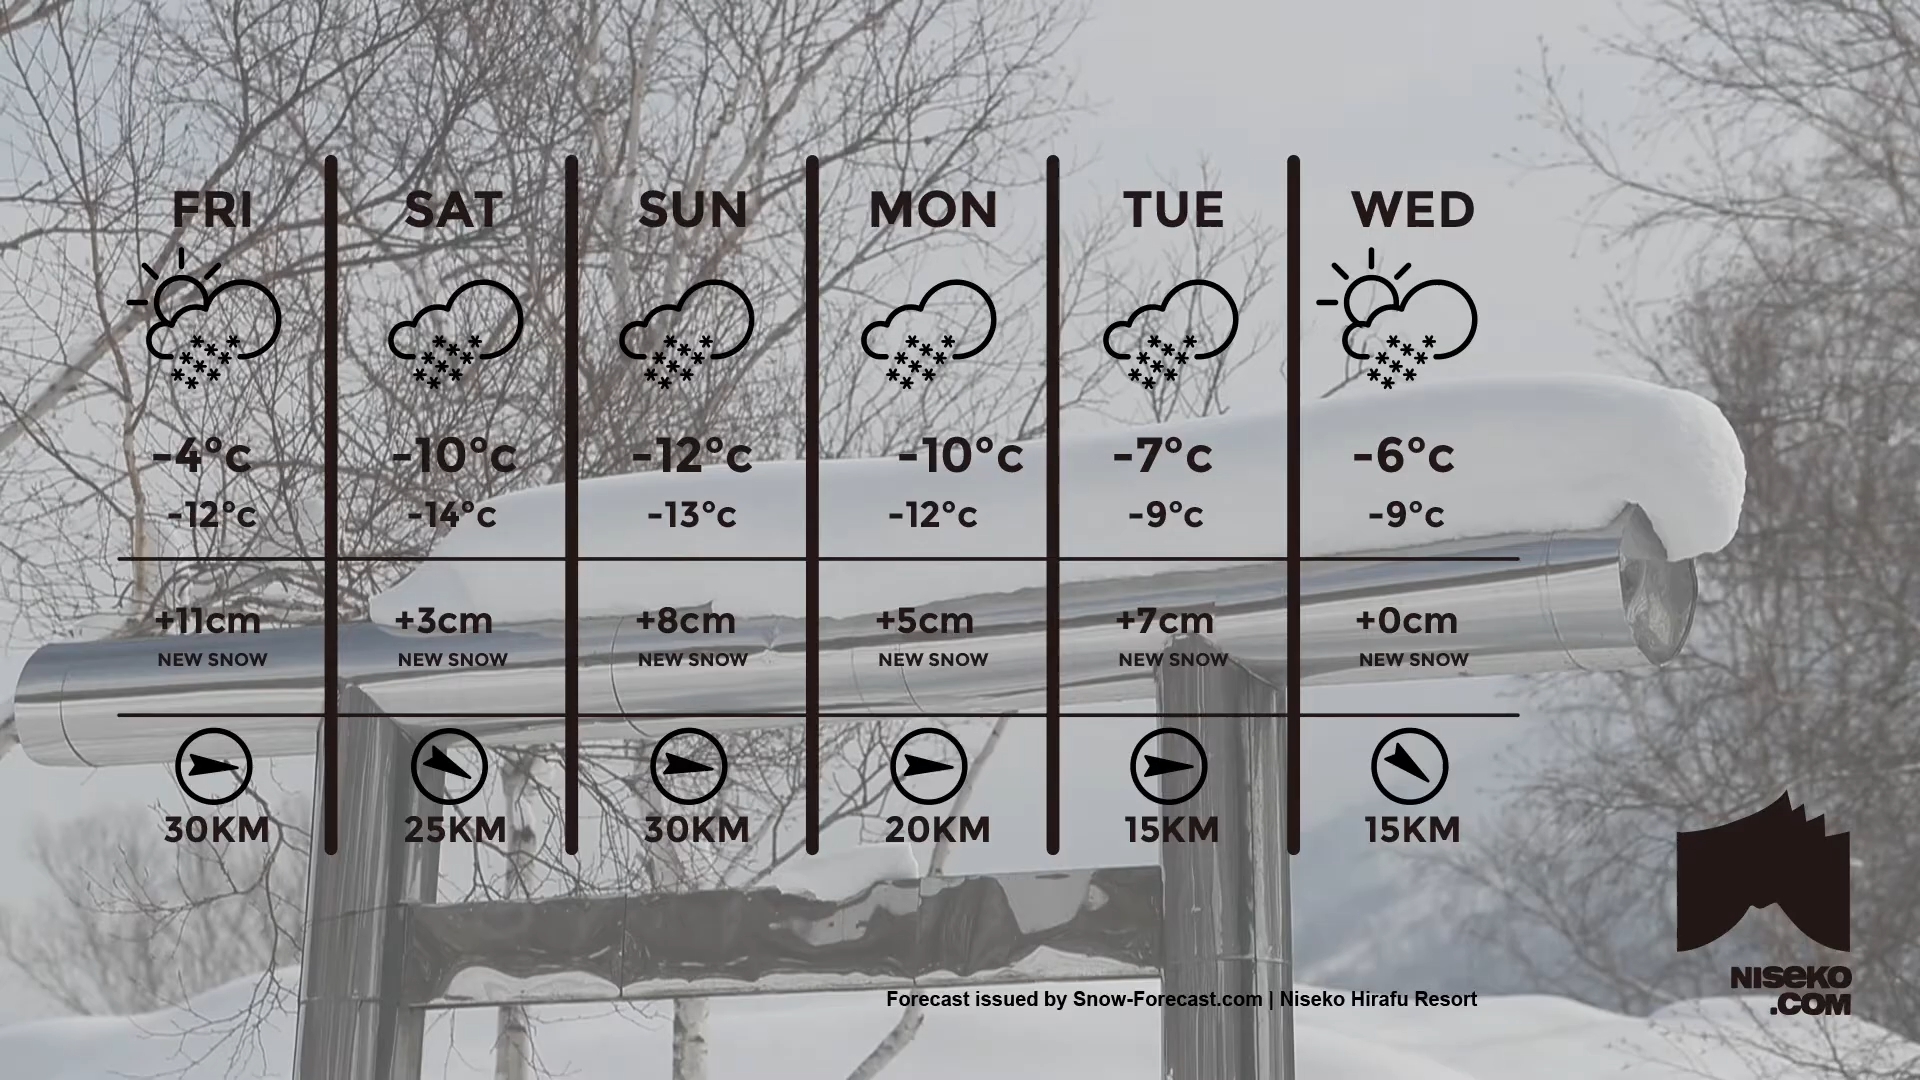 FRI SAT SUN MON TUE WED
-4°c -10°c -12°c -10°c -7°c -6°c
-12°c -14°c -13°c -12°c -9°c -9°c
+11cm +3cm +8cm +5cm +7cm +0cm
NEW SNOW NEW SNOW NEW SNOW NEW SNOW NEW SNOW NEW SNOW
30KM 25KM 30KM 20KM 15KM 15KM
Forecast issued by Snow-Forecast.com | Niseko Hirafu Resort
NISEKO
.COM